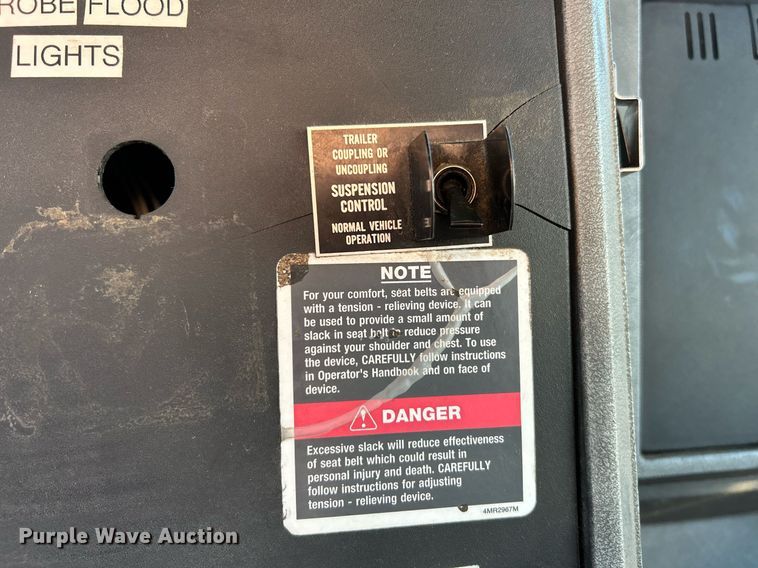 FLOOD
LIGHTS
TRAILER
COUPLING OR
UNCOUPLING
SUSPENSION
CONTROL
NORMAL VEHICLE
OPERATION
NOTE
For your comfort, seat belts are equipped
with a tension - relieving device. It can
be used to provide a small amount of
slack in seat belt to reduce pressure
against your shoulder and chest. To use
the device, CAREFULLY follow instructions
in Operator's Handbook and on face of
device.
DANGER
Excessive slack will reduce effectiveness
of seat belt which could result in
personal injury and death. CAREFULLY
follow instructions for adjusting
tension - relieving device.
4MR2967M
Purple Wave Auction